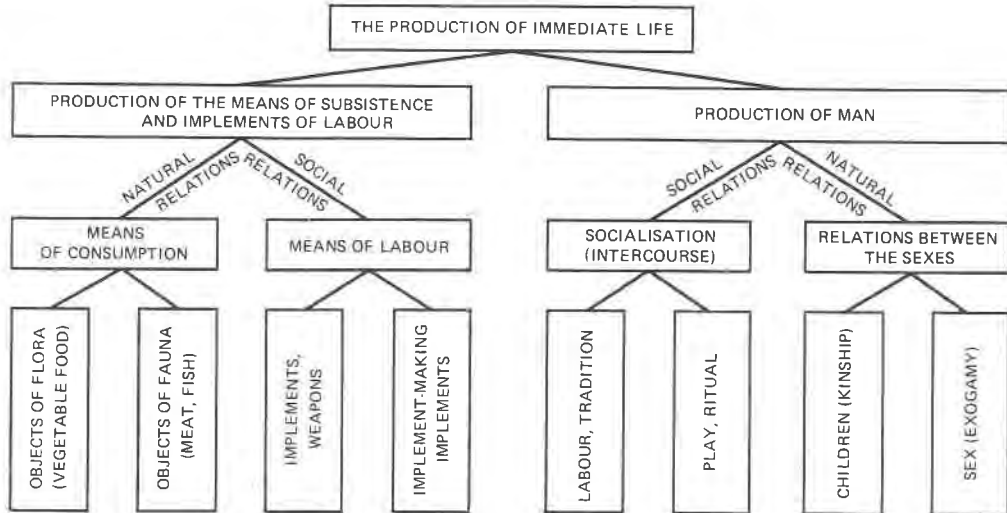 THE PRODUCTION OF IMMEDIATE LIFE
PRODUCTION OF THE MEANS OF SUBSISTENCE
AND IMPLEMENTS OF LABOUR
PRODUCTION OF MAN
NATURAL
RELATIONS
SOCIAL
RELATIONS
SOCIAL
RELATIONS
NATURAL
RELATIONS
MEANS
OF CONSUMPTION
MEANS OF LABOUR
SOCIALISATION
(INTERCOURSE)
RELATIONS BETWEEN
THE SEXES
OBJECTS OF FLORA
(VEGETABLE FOOD)
OBJECTS OF FAUNA
(MEAT, FISH)
IMPLEMENTS,
WEAPONS
IMPLEMENT-MAKING
IMPLEMENTS
LABOUR, TRADITION
PLAY, RITUAL
CHILDREN (KINSHIP)
SEX (EXOGAMY)